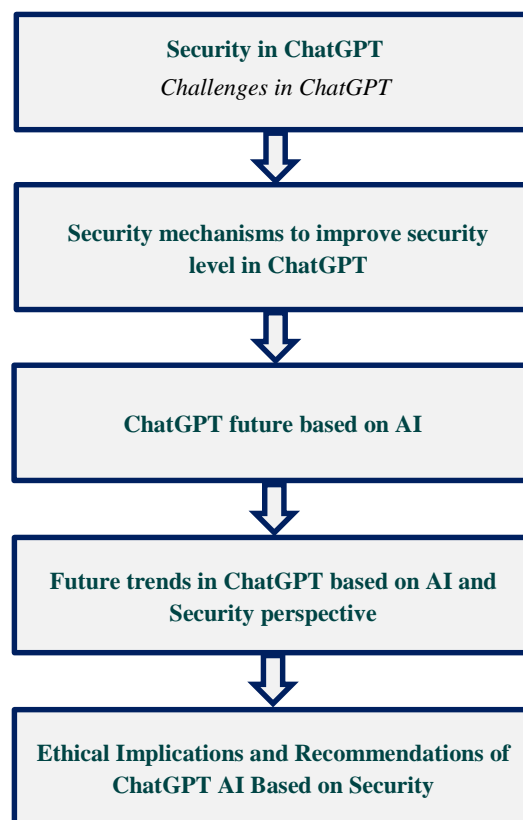 Security in ChatGPT
Challenges in ChatGPT
Security mechanisms to improve security
level in ChatGPT
ChatGPT future based on AI
Future trends in ChatGPT based on AI and
Security perspective
Ethical Implications and Recommendations of
ChatGPT AI Based on Security